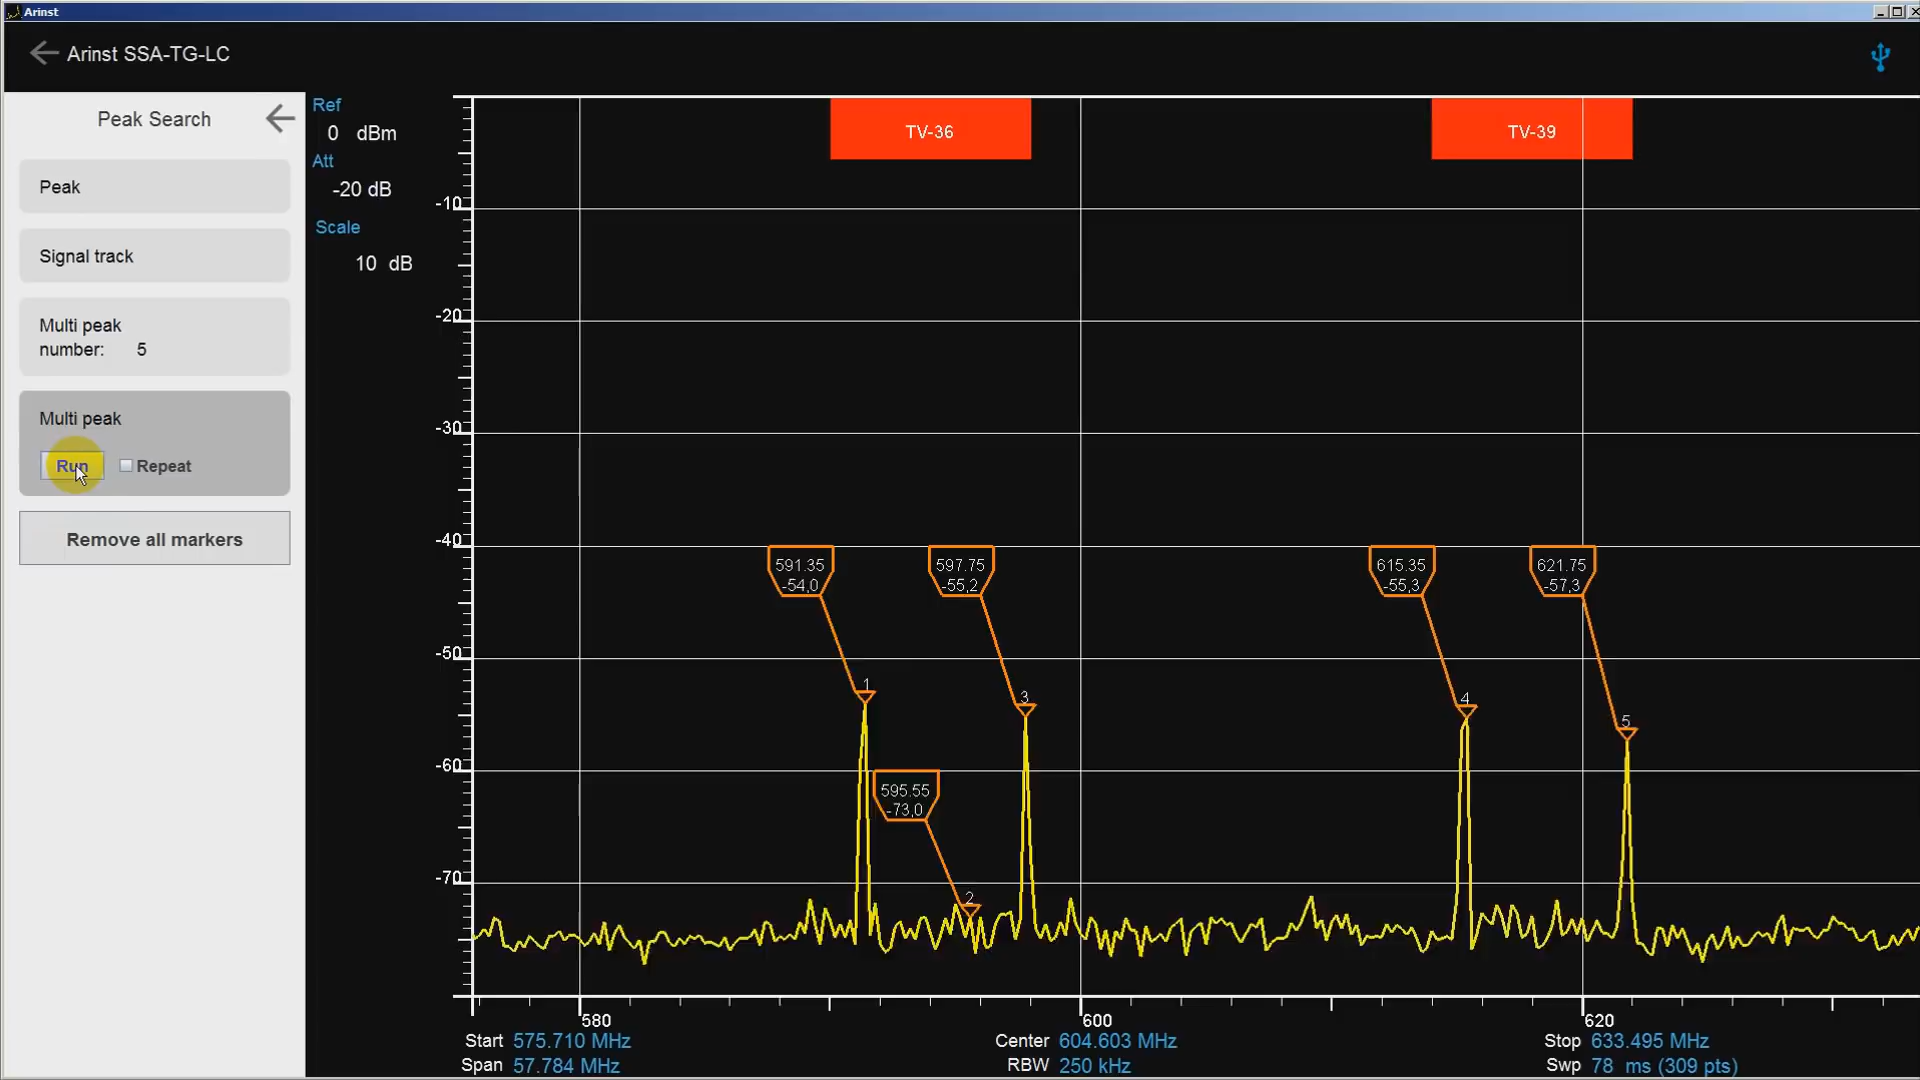 Arinst
Arinst SSA-TG-LC
Peak Search
Peak
Signal track
Multi peak
number: 5
Multi peak
Run Repeat
Remove all markers
Ref
0 dBm
Att
-20 dB
Scale
10 dB
TV-36
TV-39
-10
-20
-30
-40
-50
-60
-70
591.35
-54,0
597.75
-55,2
615.35
-55,3
621.75
-57,3
595.55
-73,0
1
3
4
5
2
580
600
620
Start 575.710 MHz
Center 604.603 MHz
Stop 633.495 MHz
Span 57.784 MHz
RBW 250 kHz
Swp 78 ms (309 pts)